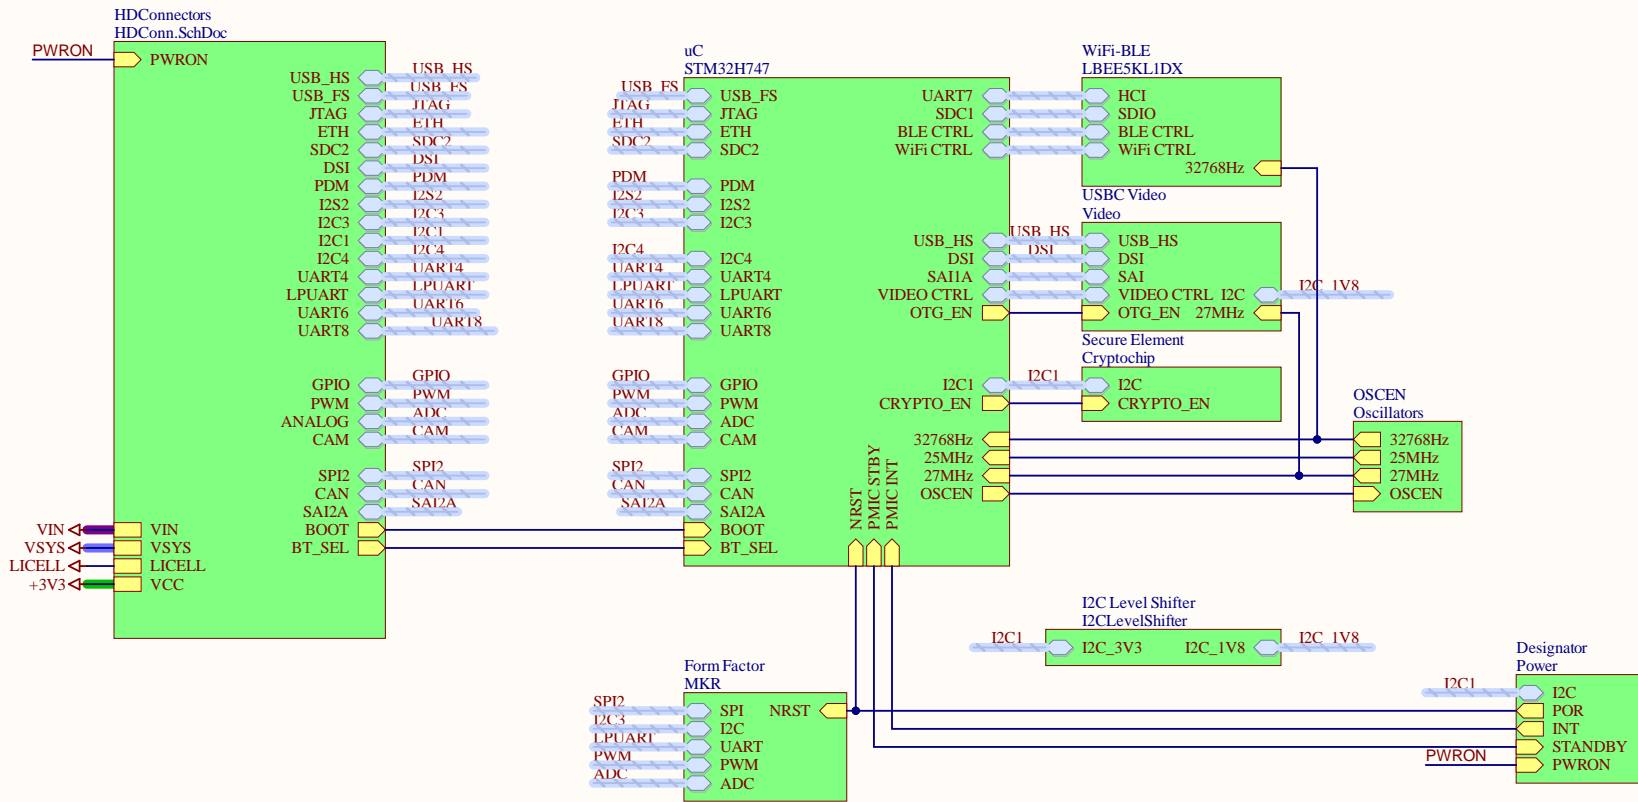 HDConnectors
HDConn.SchDoc
PWRON
PWRON
USB_HS
USB_HS
USB_FS
USB_FS
JTAG
JTAG
ETH
ETH
SDC2
SDC2
DSI
DSI
PDM
PDM
I2S2
I2S2
I2C3
I2C3
I2C1
I2C1
I2C4
I2C4
UART4
UART4
LPUART
LPUART
UART6
UART6
UART8
UART8
GPIO
GPIO
PWM
PWM
ANALOG
ADC
CAM
CAM
SPI2
SPI2
CAN
CAN
SAI2A
SAI2A
BOOT
BT_SEL
VIN
VIN
VSYS
VSYS
LICELL
LICELL
+3V3
VCC
uC
STM32H747
USB_FS
USB_FS
JTAG
JTAG
ETH
ETH
SDC2
SDC2
PDM
PDM
I2S2
I2S2
I2C3
I2C3
I2C4
I2C4
UART4
UART4
LPUART
LPUART
UART6
UART6
UART8
UART8
GPIO
GPIO
PWM
PWM
ADC
ADC
CAM
CAM
SPI2
SPI2
CAN
CAN
SAI2A
SAI2A
BOOT
BT_SEL
UART7
SDC1
BLE CTRL
WiFi CTRL
USB_HS
USB_HS
DSI
DSI
SAI1A
VIDEO CTRL
OTG_EN
I2C1
I2C1
CRYPTO_EN
32768Hz
25MHz
27MHz
OSCEN
NRST
PMIC STBY
PMIC INT
WiFi-BLE
LBEE5KL1DX
HCI
SDIO
BLE CTRL
WiFi CTRL
32768Hz
USBC Video
Video
USB_HS
DSI
SAI
VIDEO CTRL I2C
I2C_1V8
OTG_EN 27MHz
Secure Element
Cryptochip
I2C
CRYPTO_EN
OSCEN
Oscillators
32768Hz
25MHz
27MHz
OSCEN
I2C Level Shifter
I2CLevelShifter
I2C1
I2C_3V3
I2C_1V8
I2C_1V8
Form Factor
MKR
SPI2
SPI
NRST
I2C3
I2C
LPUART
UART
PWM
PWM
ADC
ADC
Designator
Power
I2C1
I2C
POR
INT
STANDBY
PWRON
PWRON